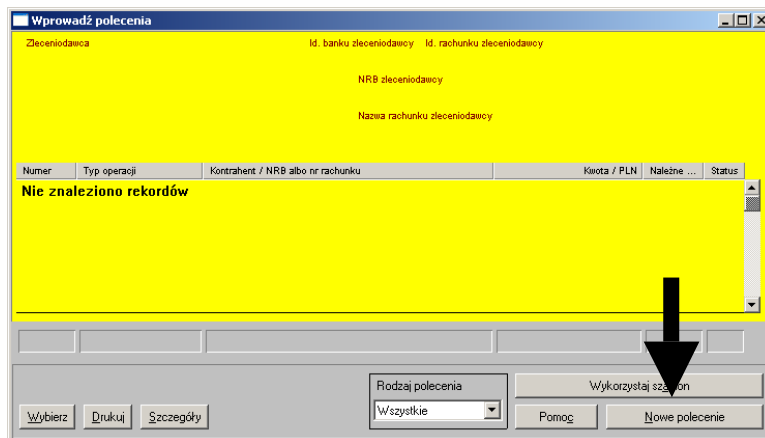 Wprowadź polecenia
Zleceniodawca Id. banku zleceniodawcy Id. rachunku zleceniodawcy
NRB zleceniodawcy
Nazwa rachunku zleceniodawcy
Numer Typ operacji Kontrahent / NRB albo nr rachunku Kwota / PLN Należne ... Status
Nie znaleziono rekordów
Rodzaj polecenia
Wykorzystaj
Wszystkie
Wybierz Drukuj Szczegóły Pomoc Nowe polecenie